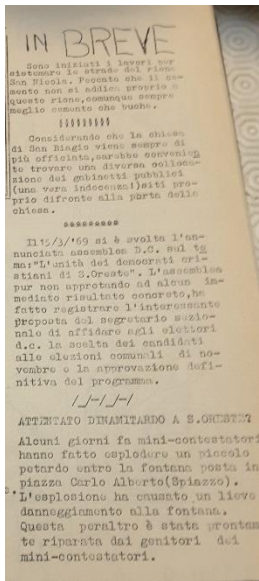 IN BREVE
Sono iniziati i lavori per
sistemare le strade del rione
San Nicola. Peccato che il ce-
mento non si addica proprio a
questo rione, comunque sempre
meglio cemento che buche.
§§§§§§§§§
Considerando che la chiesa
di San Biagio viene sempre di
più officiata, sarebbe convenien
te trovare una diversa colloca-
zione dei gabinetti pubblici
(una vera indecenza!)siti pro-
prio difronte alla porta della
chiesa.
*********
Il 15/3/'69 si è svolta l'an-
nunciata assemblea D.C. sul te
ma:"L'unità dei democrati cri-
stiani di S.Oreste". L'assemblea
pur non approtando ad alcun im-
mediato risultato concreto,ha
fatto registrare l'interessante
proposta del segretario sezio-
nale di affidare agli elettori
d.c. la scelta dei candidati
alle elezioni comunali di no-
vembre e la approvazione defi-
nitiva del programma.
/_/-/_/-/
ATTENTATO DINAMITARDO A S.ORESTE?
Alcuni giorni fa mini-contestatori
hanno fatto esplodere un piccolo
petardo entro la fontana posta in
piazza Carlo Alberto(Spiazzo).
L'esplosione ha causato un lieve
danneggiamento alla fontana.
Questa peraltro è stata prontamen
te riparata dai genitori dei
mini-contestatori.